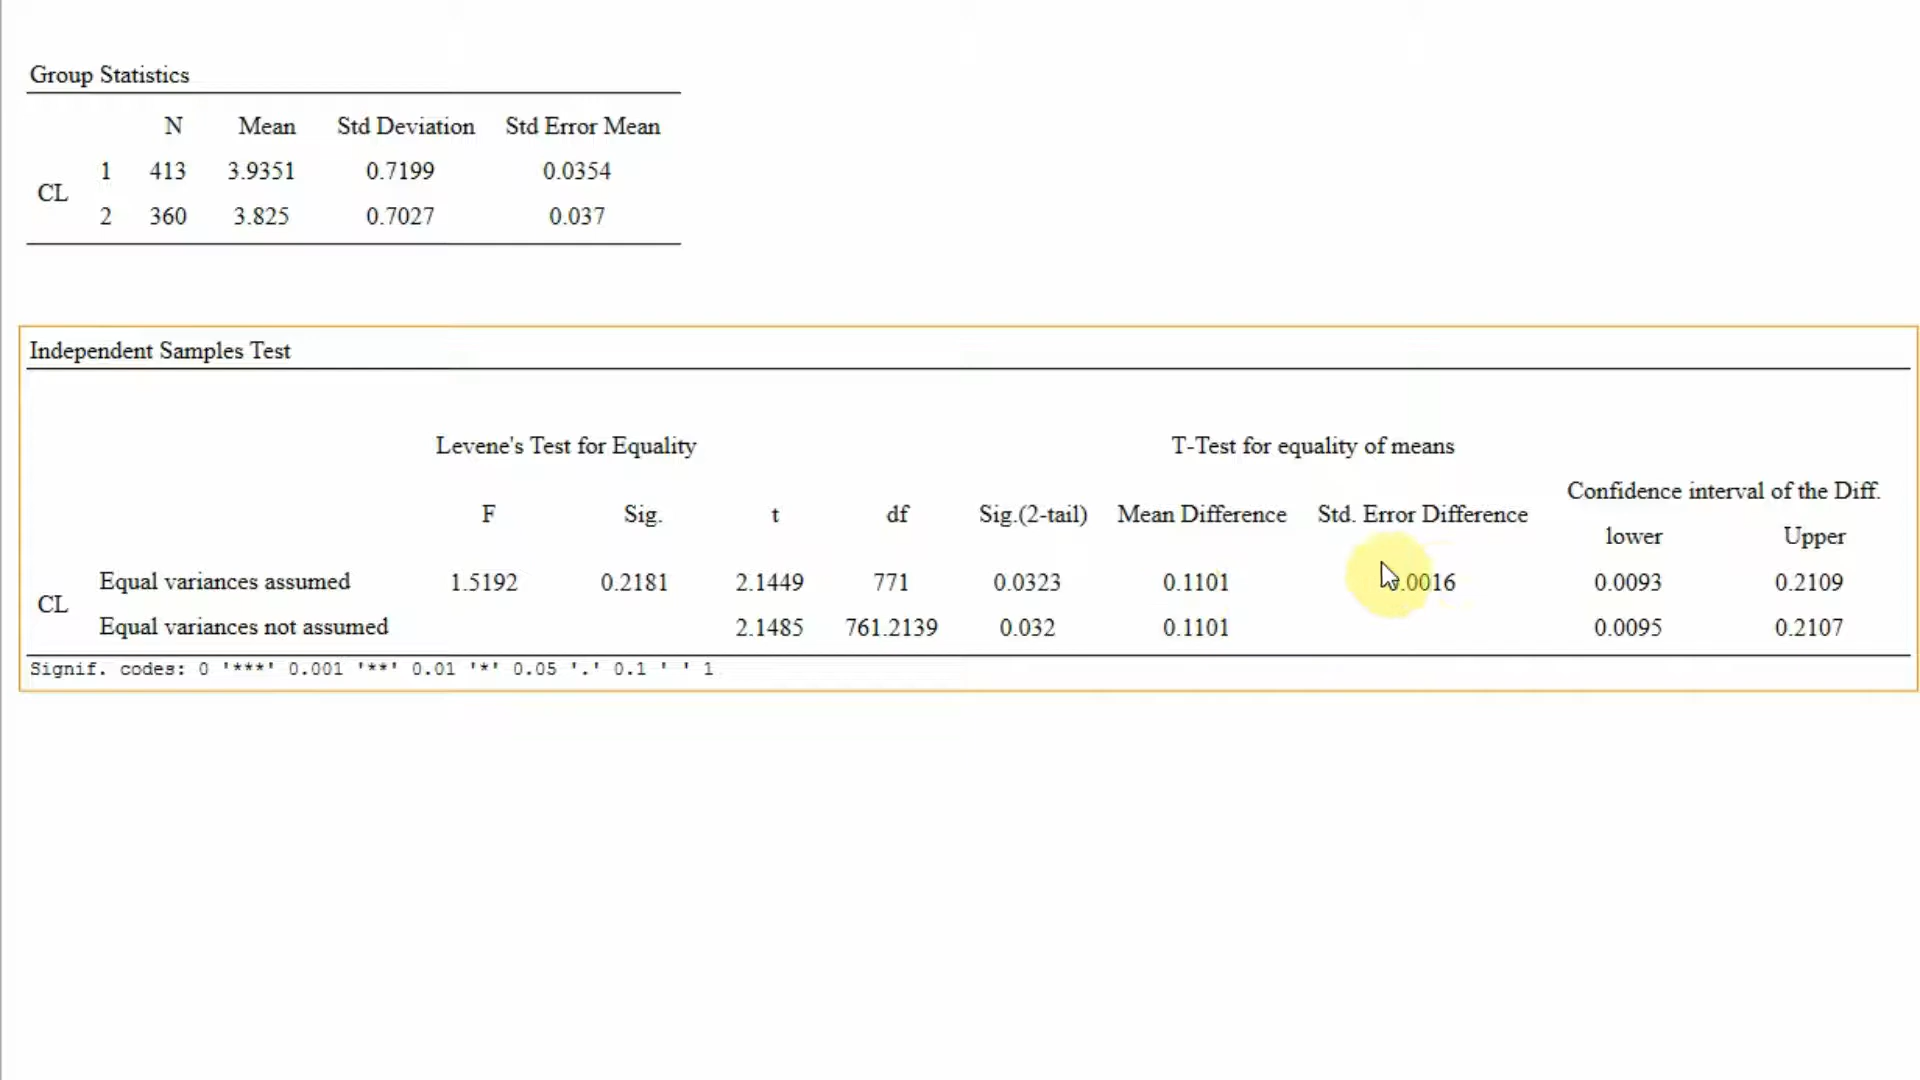 Group Statistics
N Mean Std Deviation Std Error Mean
1 413 3.9351 0.7199 0.0354
CL
2 360 3.825 0.7027 0.037
Independent Samples Test
Levene's Test for Equality T-Test for equality of means
Confidence interval of the Diff.
F Sig. t df Sig.(2-tail) Mean Difference Std. Error Difference
lower Upper
Equal variances assumed 1.5192 0.2181 2.1449 771 0.0323 0.1101 .0016 0.0093 0.2109
CL
Equal variances not assumed 2.1485 761.2139 0.032 0.1101 0.0095 0.2107
Signif. codes: 0 '***' 0.001 '**' 0.01 '*' 0.05 '.' 0.1 ' ' 1